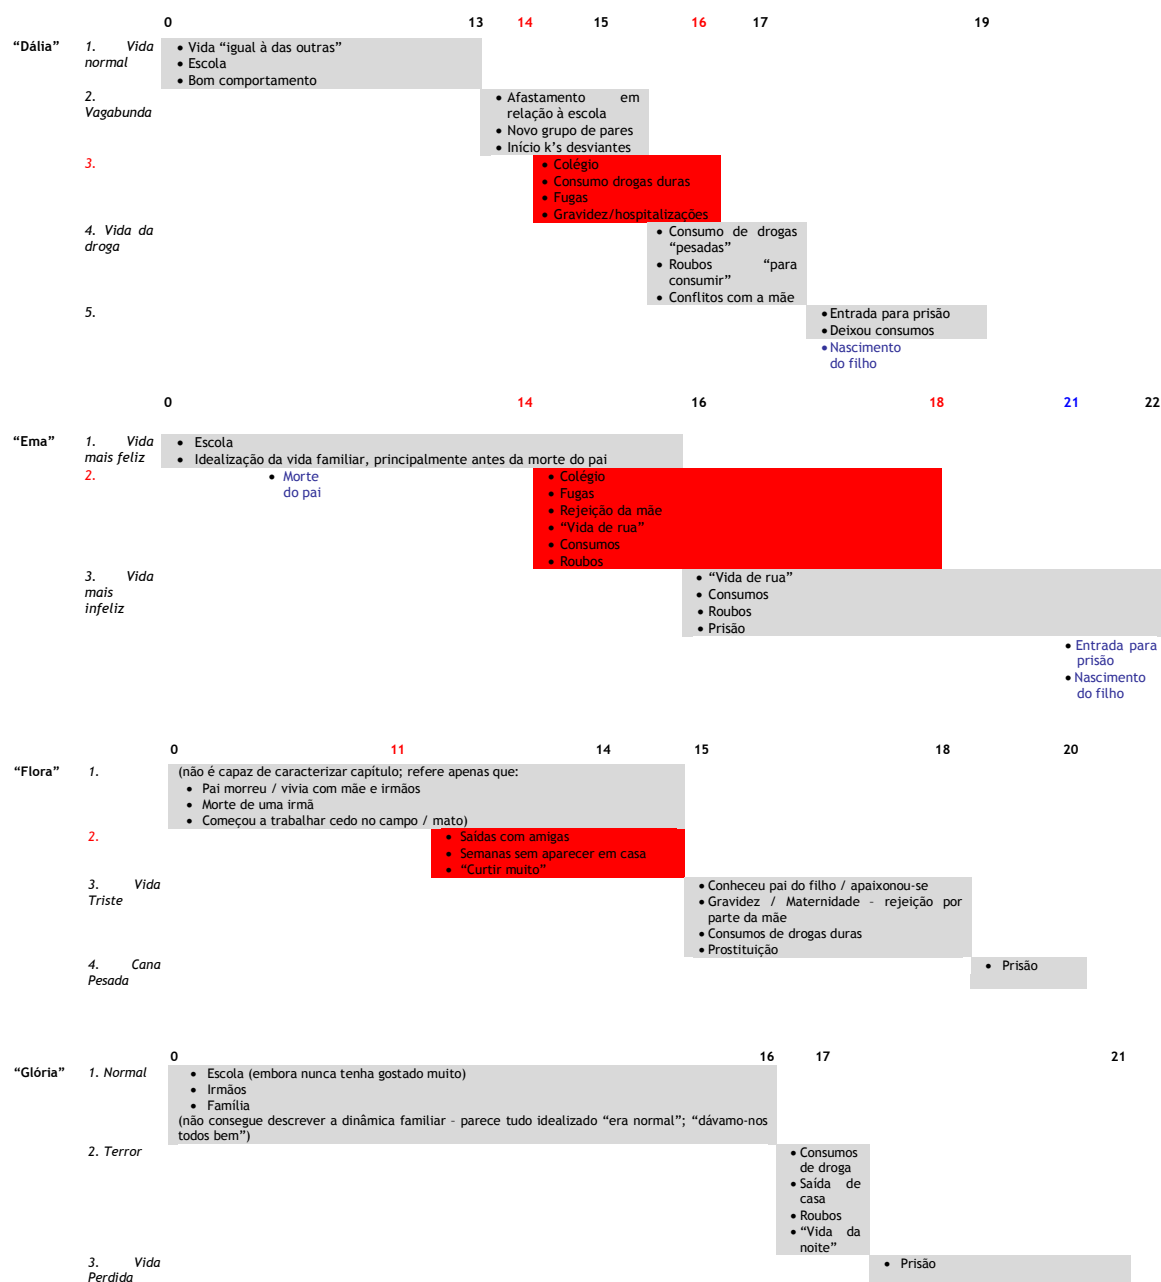 0 13 14 15 16 17 19
“Dália” 1. Vida • Vida “igual à das outras”
normal • Escola
• Bom comportamento
2. • Afastamento em
Vagabunda relação à escola
• Novo grupo de pares
• Início k's desviantes
3. • Colégio
• Consumo drogas duras
• Fugas
• Gravidez/hospitalizações
4. Vida da • Consumo de drogas
droga “pesadas”
• Roubos “para
consumir”
• Conflitos com a mãe
5. • Entrada para prisão
• Deixou consumos
• Nascimento
do filho
0 14 16 18 21 22
“Ema” 1. Vida • Escola
mais feliz • Idealização da vida familiar, principalmente antes da morte do pai
2. • Morte • Colégio
do pai • Fugas
• Rejeição da mãe
• “Vida de rua”
• Consumos
• Roubos
3. Vida • “Vida de rua”
mais • Consumos
infeliz • Roubos
• Prisão
• Entrada para
prisão
• Nascimento
do filho
0 11 14 15 18 20
“Flora” 1. (não é capaz de caracterizar capítulo; refere apenas que:
• Pai morreu / vivia com mãe e irmãos
• Morte de uma irmã
• Começou a trabalhar cedo no campo / mato)
2. • Saídas com amigas
• Semanas sem aparecer em casa
• “Curtir muito”
3. Vida • Conheceu pai do filho / apaixonou-se
Triste • Gravidez / Maternidade – rejeição por
parte da mãe
• Consumos de drogas duras
• Prostituição
4. Cana • Prisão
Pesada
0 16 17 21
“Glória” 1. Normal • Escola (embora nunca tenha gostado muito)
• Irmãos
• Família
(não consegue descrever a dinâmica familiar – parece tudo idealizado “era normal”; “dávamo-nos
todos bem”)
2. Terror • Consumos
de droga
• Saída de
casa
• Roubos
• “Vida da
noite”
3. Vida • Prisão
Perdida